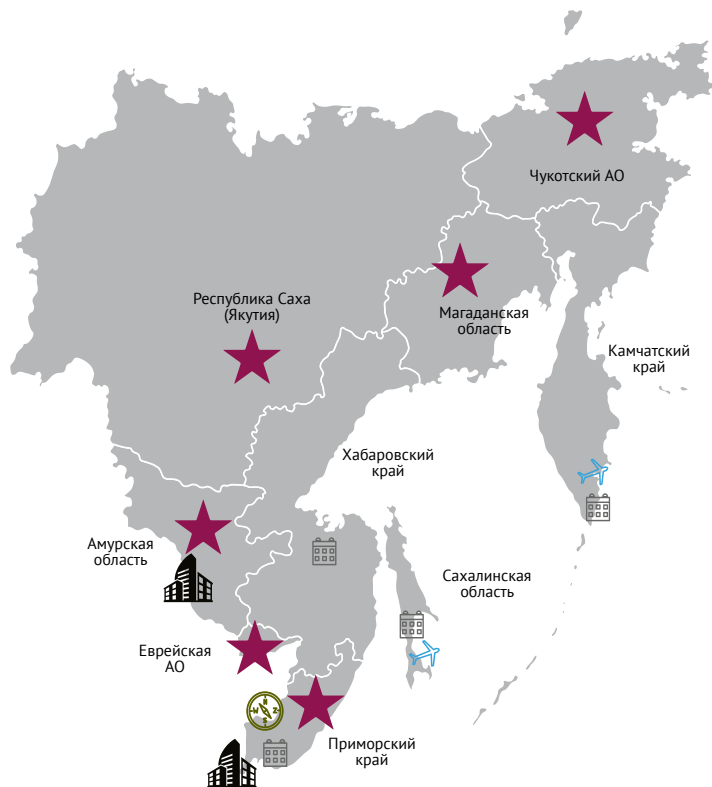 Чукотский АО
Республика Саха
(Якутия)
Магаданская
область
Камчатский
край
Хабаровский
край
Амурская
область
Сахалинская
область
Еврейская
АО
N
W Z
S
Приморский
край